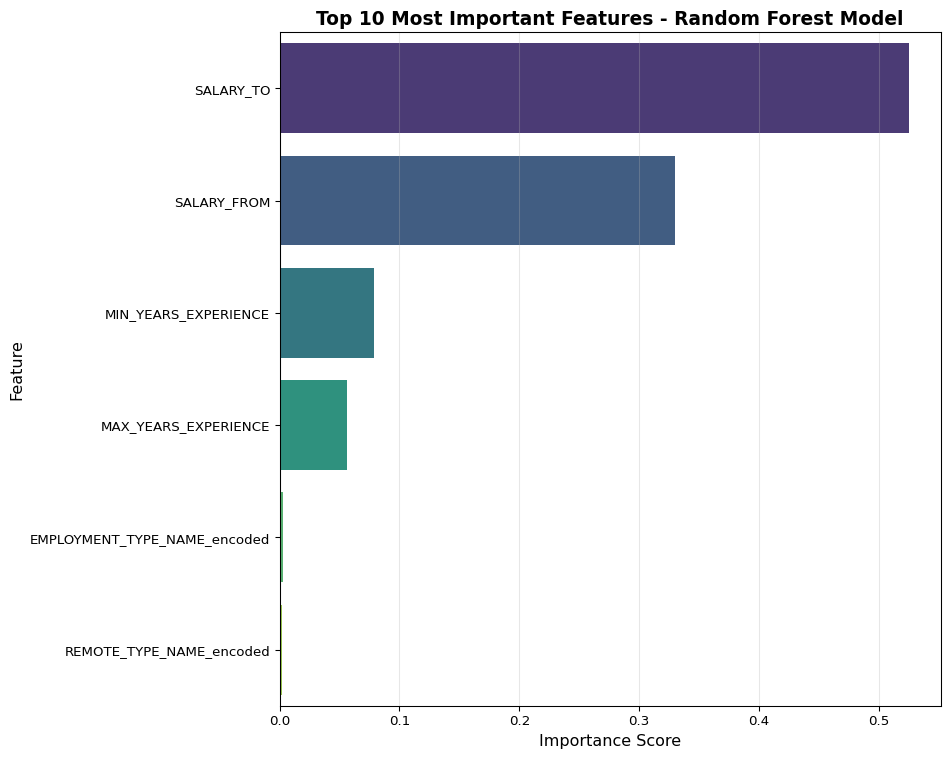 Top 10 Most Important Features - Random Forest Model
SALARY_TO
SALARY_FROM
MIN_YEARS_EXPERIENCE
MAX_YEARS_EXPERIENCE
EMPLOYMENT_TYPE_NAME_encoded
REMOTE_TYPE_NAME_encoded
Feature
0.0 0.1 0.2 0.3 0.4 0.5
Importance Score